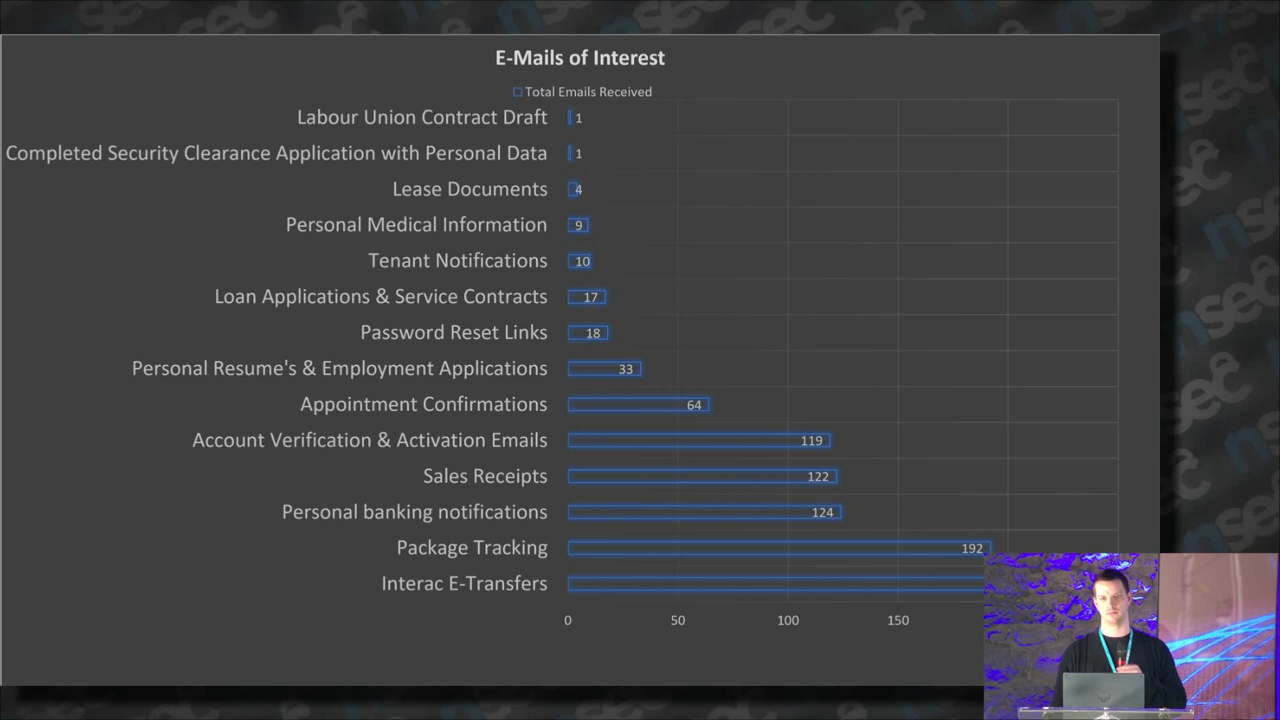 E-Mails of Interest
Total Emails Received
Labour Union Contract Draft 1
Completed Security Clearance Application with Personal Data 1
Lease Documents 4
Personal Medical Information 9
Tenant Notifications 10
Loan Applications & Service Contracts 17
Password Reset Links 18
Personal Resume's & Employment Applications 33
Appointment Confirmations 64
Account Verification & Activation Emails 119
Sales Receipts 122
Personal banking notifications 124
Package Tracking 192
Interac E-Transfers
0 50 100 150
nsec